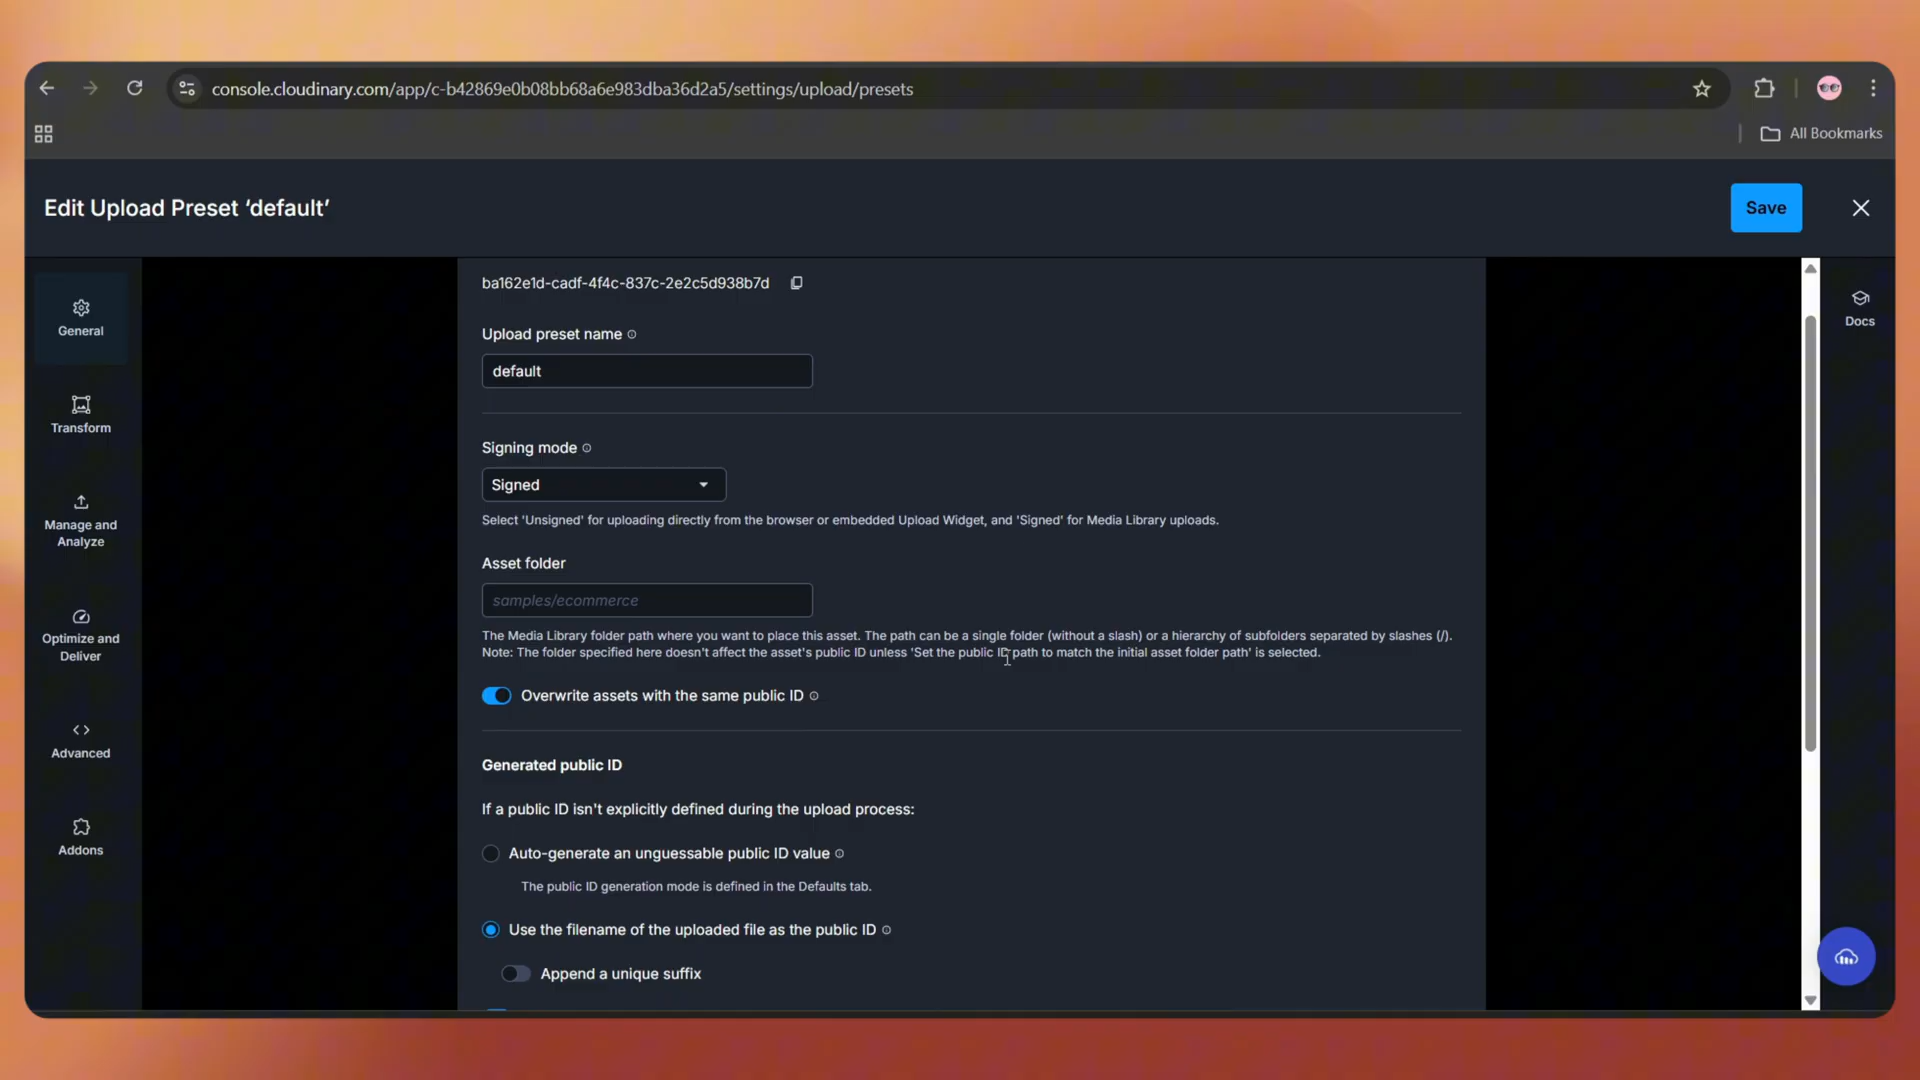 console.cloudinary.com/app/c-b42869e0b08bb68a6e983dba36d2a5/settings/upload/presets
All Bookmarks
Edit Upload Preset ‘default’
Save
General
Transform
Manage and
Analyze
Optimize and
Deliver
Advanced
Addons
ba162e1d-cadf-4f4c-837c-2e2c5d938b7d
Upload preset name
default
Signing mode
Signed
Select 'Unsigned' for uploading directly from the browser or embedded Upload Widget, and 'Signed' for Media Library uploads.
Asset folder
samples/ecommerce
The Media Library folder path where you want to place this asset. The path can be a single folder (without a slash) or a hierarchy of subfolders separated by slashes (/).
Note: The folder specified here doesn't affect the asset's public ID unless 'Set the public ID path to match the initial asset folder path' is selected.
Overwrite assets with the same public ID
Generated public ID
If a public ID isn't explicitly defined during the upload process:
Auto-generate an unguessable public ID value
The public ID generation mode is defined in the Defaults tab.
Use the filename of the uploaded file as the public ID
Append a unique suffix
Docs